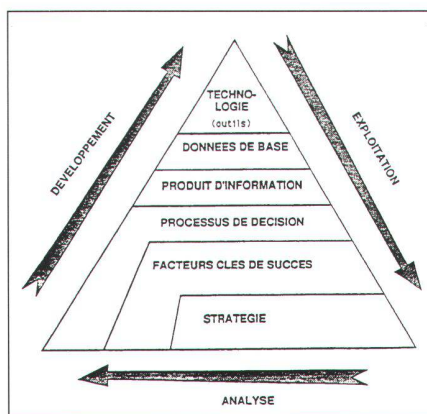 TECHNO-
LOGIE
(outils)
DONNEES DE BASE
PRODUIT D'INFORMATION
PROCESSUS DE DECISION
FACTEURS CLES DE SUCCES
STRATEGIE
DEVELOPPEMENT
EXPLOITATION
ANALYSE